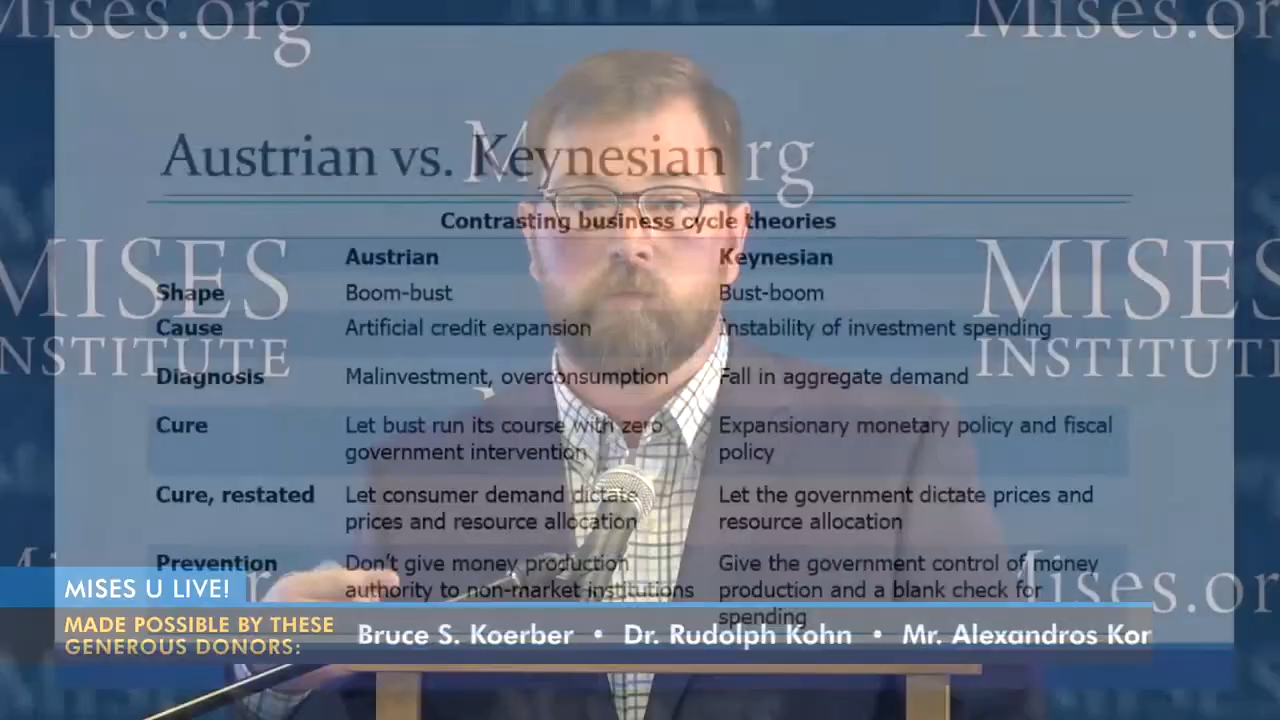 Mises.org
Mises.org
Austrian vs. Keynesian
rg
Contrasting business cycle theories
Austrian Keynesian
Shape Boom-bust Bust-boom
Cause Artificial credit expansion Instability of investment spending
Diagnosis Malinvestment, overconsumption Fall in aggregate demand
Cure Let bust run its course with zero Expansionary monetary policy and fiscal
government intervention policy
Cure, restated Let consumer demand dictate Let the government dictate prices and
prices and resource allocation resource allocation
Prevention Don't give money production Give the government control of money
authority to non-market institutions production and a blank check for
spending
MISES
INSTITUTE
MISES
INSTITUTE
ises.or
MISES U LIVE!
MADE POSSIBLE BY THESE
GENEROUS DONORS:
Bruce S. Koerber • Dr. Rudolph Kohn • Mr. Alexandros Kor